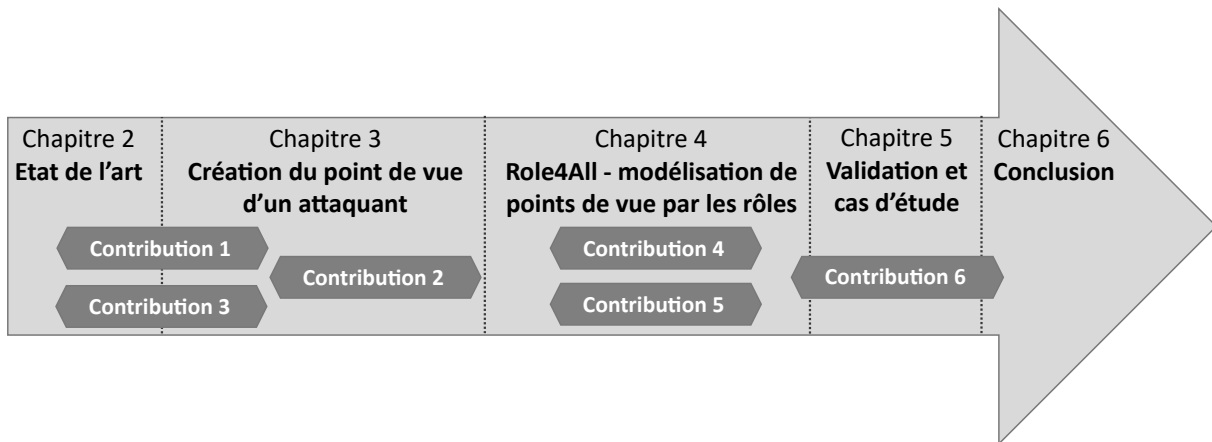 Chapitre 2
Etat de l'art
Chapitre 3
Création du point de vue
d'un attaquant
Chapitre 4
Role4All - modélisation de
points de vue par les rôles
Chapitre 5
Validation et
cas d'étude
Chapitre 6
Conclusion
Contribution 1
Contribution 3
Contribution 2
Contribution 4
Contribution 5
Contribution 6